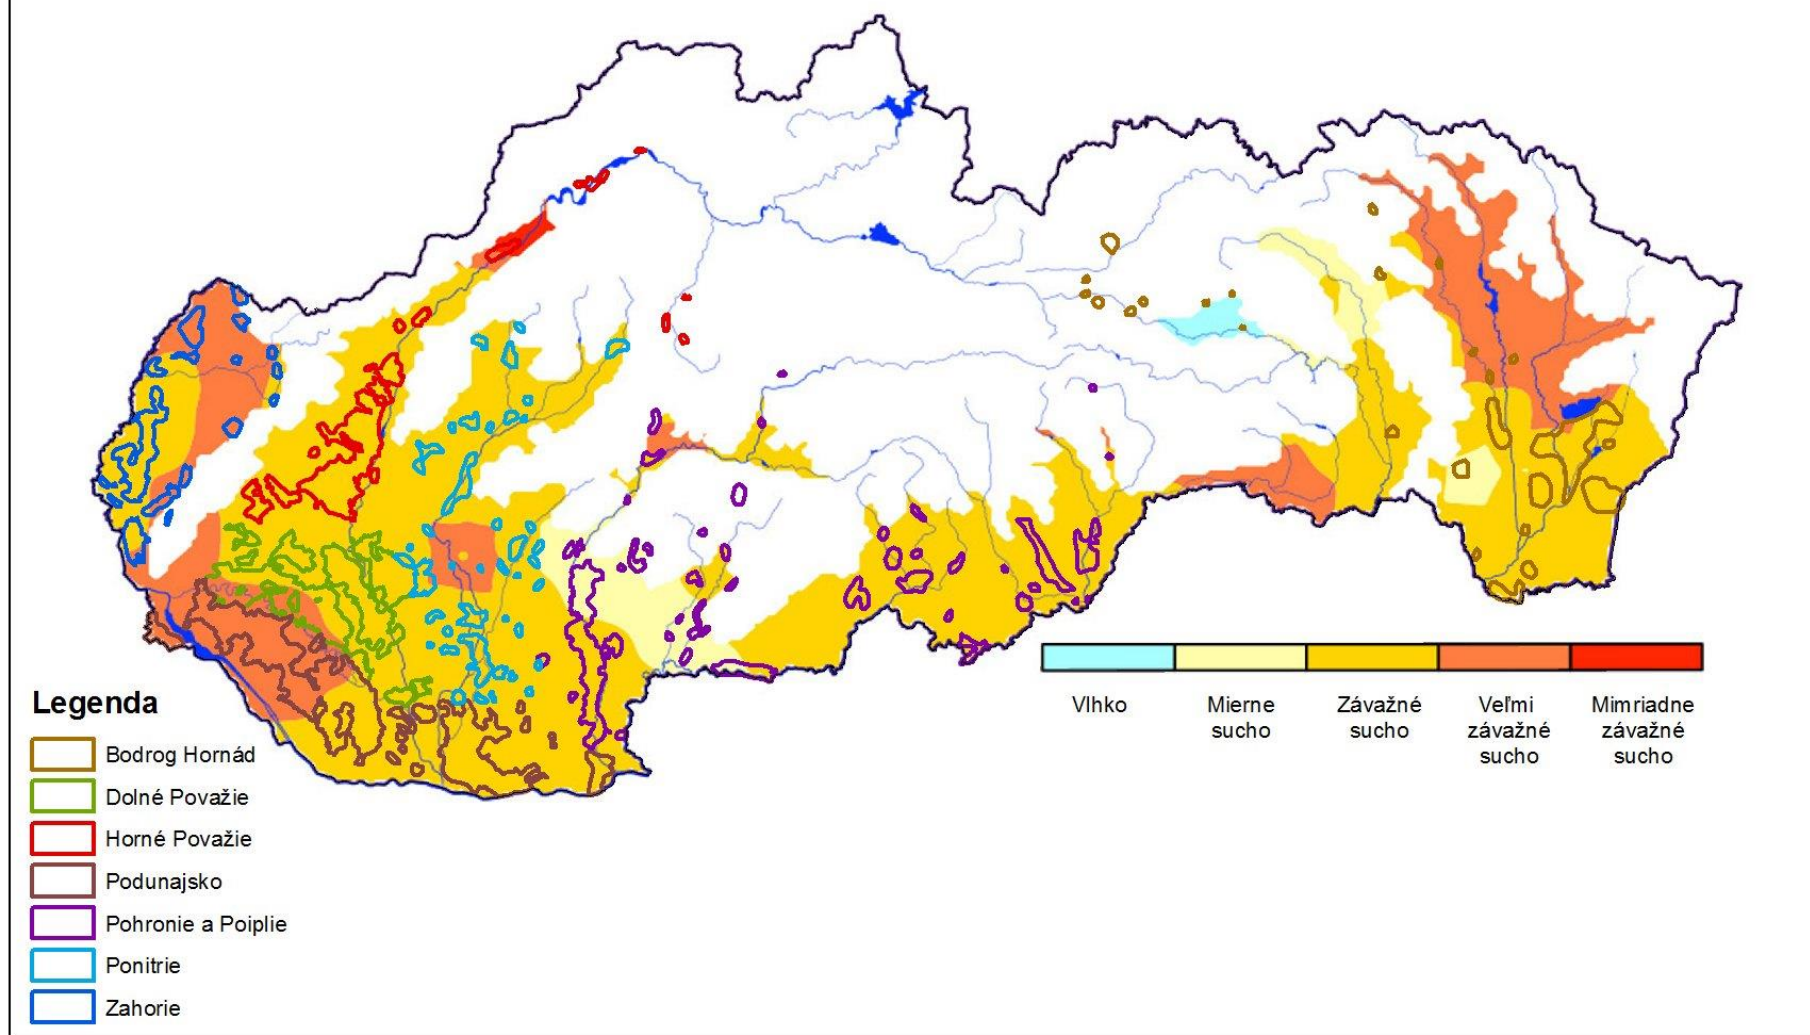 Vlhko
Mierne
sucho
Závažné
sucho
Veľmi
závažné
sucho
Mimriadne
závažné
sucho
Legenda
Bodrog Hornád
Dolné Považie
Horné Považie
Podunajsko
Pohronie a Poiplie
Ponitrie
Zahorie